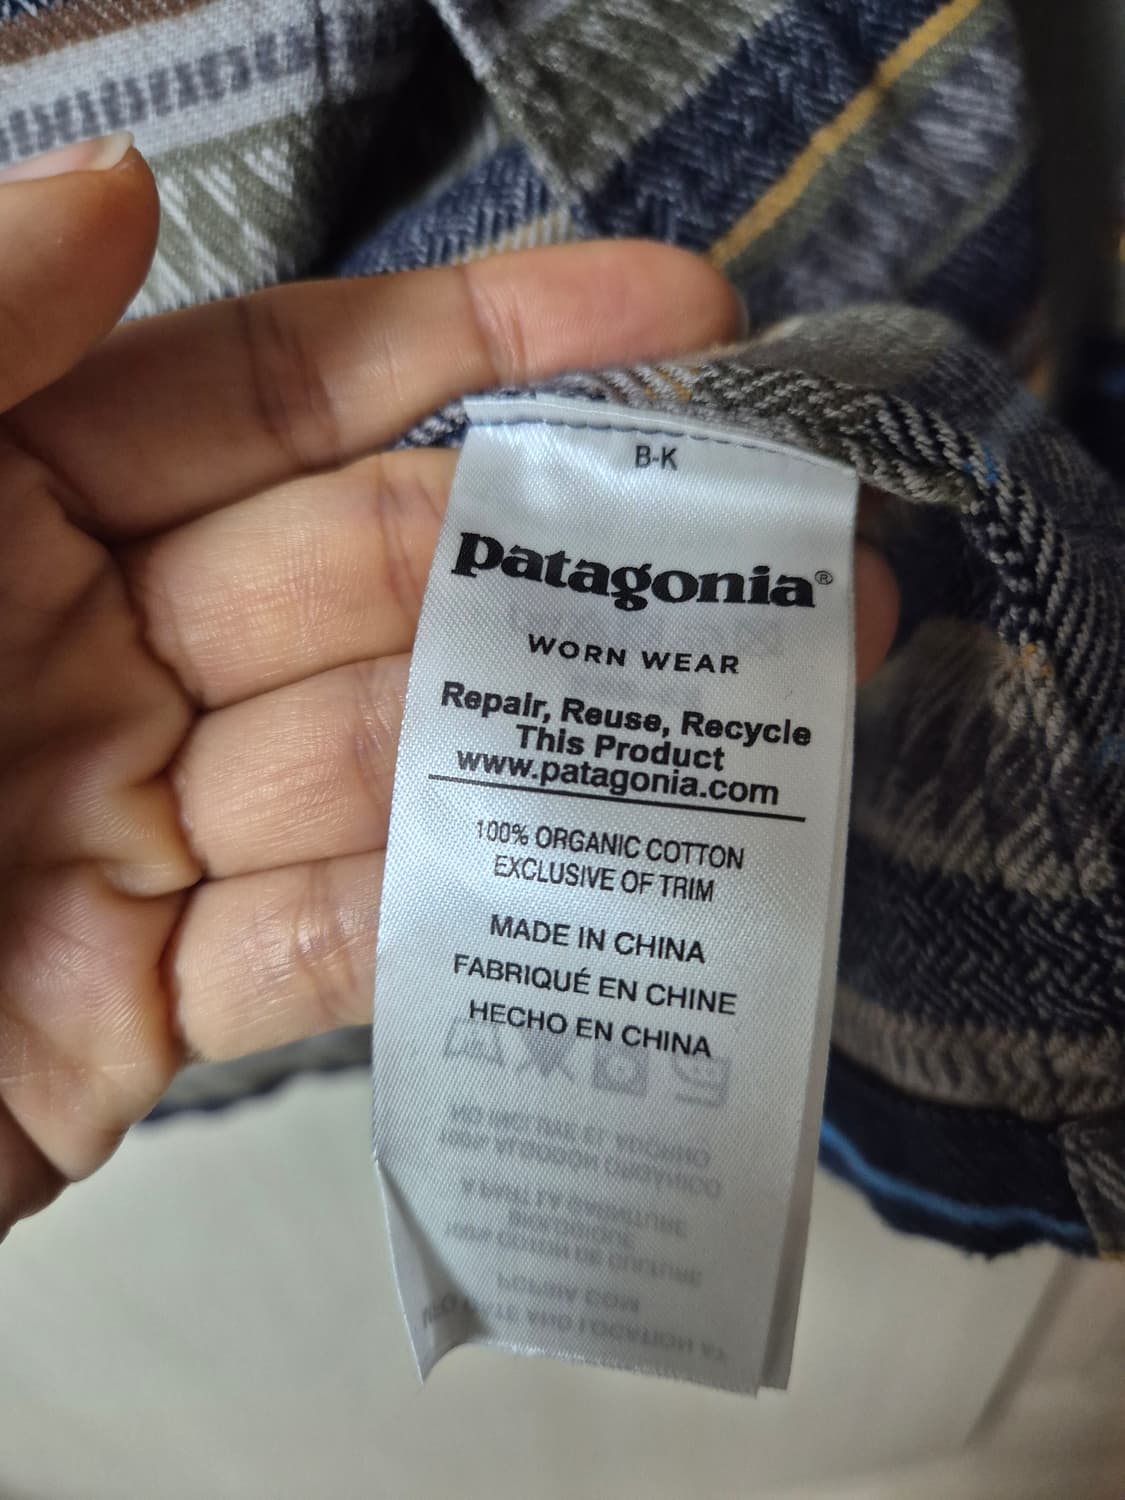 B-K
patagonia®
WORN WEAR
Repair, Reuse, Recycle
This Product
www.patagonia.com
100% ORGANIC COTTON
EXCLUSIVE OF TRIM
MADE IN CHINA
FABRIQUÉ EN CHINE
HECHO EN CHINA